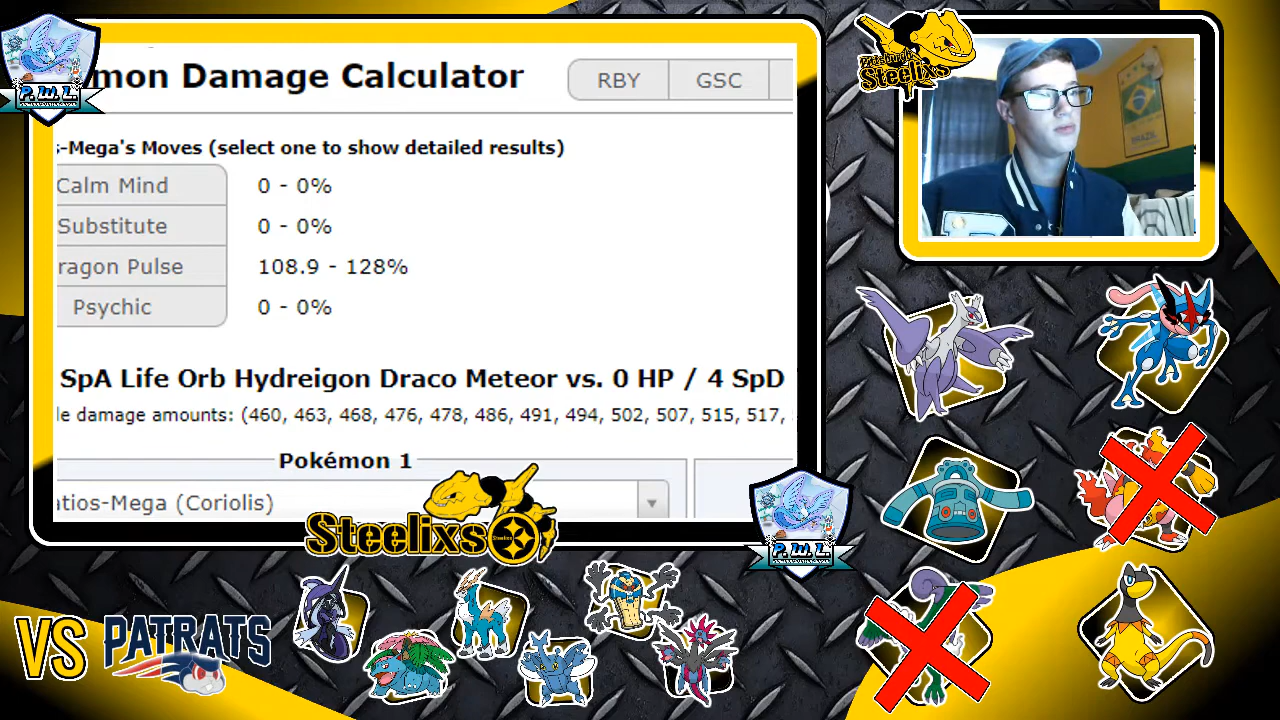 mon Damage Calculator
RBY
GSC
s-Mega's Moves (select one to show detailed results)
Calm Mind
0 - 0%
Substitute
0 - 0%
ragon Pulse
108.9 - 128%
Psychic
0 - 0%
SpA Life Orb Hydreigon Draco Meteor vs. 0 HP / 4 SpD
le damage amounts: (460, 463, 468, 476, 478, 486, 491, 494, 502, 507, 515, 517,
Pokémon 1
atios-Mega (Coriolis)
P.W.L.
Steelixs
BRAZIL
Steelixs
Steelixs
P.W.L.
VS PATRATS